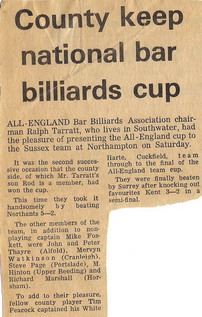 County keep
national bar
billiards cup
ALL-ENGLAND Bar Billiards Association chair-
man Ralph Tarratt, who lives in Southwater, had
the pleasure of presenting the All-England cup to
the Sussex team at Northampton on Saturday.
It was the second succes-
sive occasion that the county
side, of which Mr. Tarratt's
son Rod is a member, had
won the cup.
This time they took it
handsomely by beating
Northants 5—2.
The other members of the
team, in addition to non-
playing captain Mike Fos-
kett, were John and Peter
Thayre (Alfold), Mervyn
Watkinson (Cranleigh),
Steve Page (Portslade), M.
Hinton (Upper Beeding) and
Richard Marshall (Hor-
sham).
To add to their pleasure,
fellow county player Tim
Peacock captained his White
Harte, Cuckfield, team
through to the final of the
All-England team cup.
They were finally beaten
by Surrey after knocking out
favourites Kent 3—2 in a
semi-final.